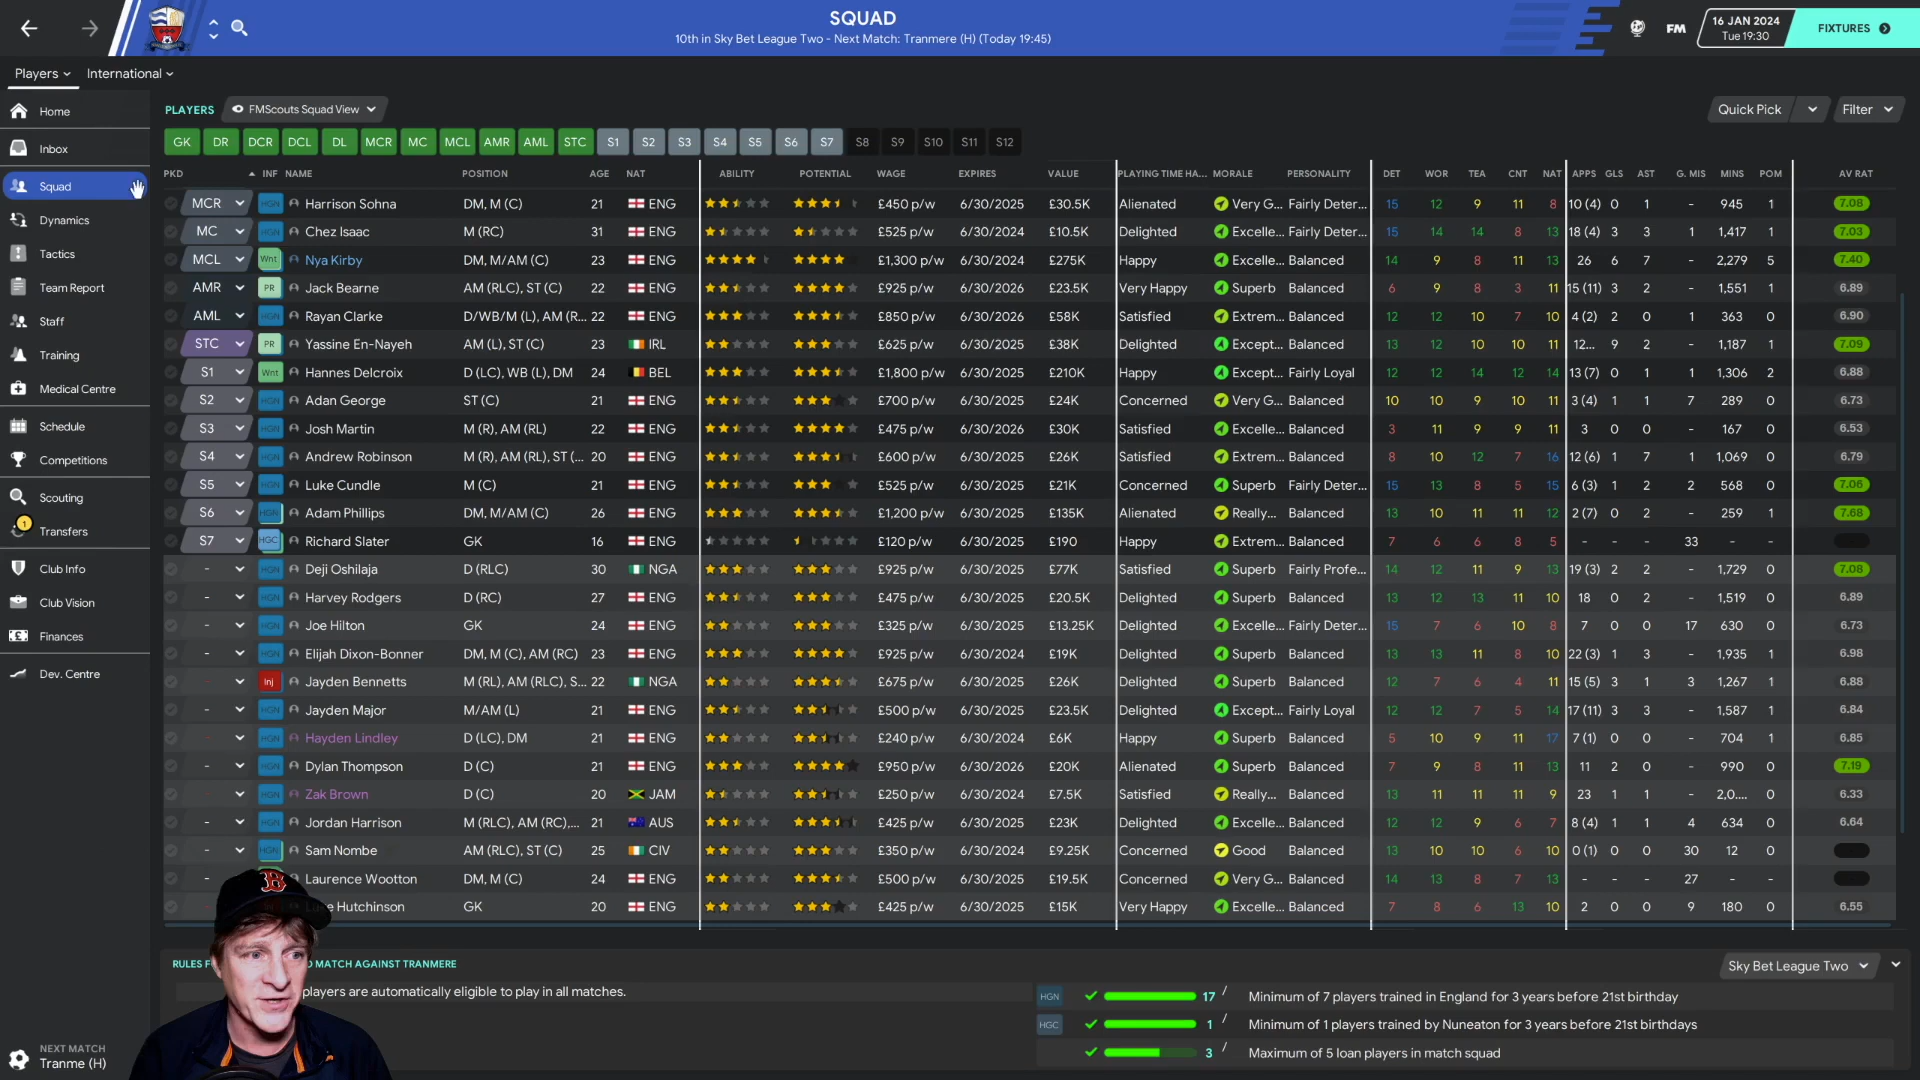 SQUAD
10th in Sky Bet League Two - Next Match: Tranmere (H) (Today 19:45)
FM
16 JAN 2024
Tue 19:30
FIXTURES
Players International
Home
Inbox
Squad
Dynamics
Tactics
Team Report
Staff
Training
Medical Centre
Schedule
Competitions
Scouting
1
Transfers
Club Info
Club Vision
Finances
Dev. Centre
NEXT MATCH
Tranme (H)
PLAYERS FMScouts Squad View Quick Pick Filter
GK DR DCR DCL DL MCR MC MCL AMR AML STC S1 S2 S3 S4 S5 S6 S7 S8 S9 S10 S11 S12
PKD INF NAME POSITION AGE NAT ABILITY POTENTIAL WAGE EXPIRES VALUE PLAYING TIME HA... MORALE PERSONALITY DET WOR TEA CNT NAT APPS GLS AST G. MIS MINS POM AV RAT
MCR HGN Harrison Sohna DM, M (C) 21 ENG £450 p/w 6/30/2025 £30.5K Alienated Very G... Fairly Deter... 15 12 9 11 8 10 (4) 0 1 - 945 1 7.08
MC HGN Chez Isaac M (RC) 31 ENG £525 p/w 6/30/2025 £10.5K Delighted Excelle... Fairly Deter... 15 14 14 8 13 18 (4) 3 3 1 1,417 1 7.03
MCL Wnt Nya Kirby DM, M/AM (C) 23 ENG £1,300 p/w 6/30/2024 £275K Happy Excelle... Balanced 14 9 8 11 13 26 6 7 - 2,279 5 7.40
AMR PR Jack Bearne AM (RLC), ST (C) 22 ENG £925 p/w 6/30/2026 £23.5K Very Happy Superb Balanced 6 9 8 3 11 15 (11) 3 2 - 1,551 1 6.89
AML HGN Rayan Clarke D/WB/M (L), AM (R... 22 ENG £850 p/w 6/30/2026 £58K Satisfied Extrem... Balanced 12 12 10 7 10 4 (2) 2 0 1 363 0 6.90
STC PR Yassine En-Nayeh AM (L), ST (C) 23 IRL £625 p/w 6/30/2025 £38K Delighted Except... Balanced 13 12 10 10 11 12... 9 2 - 1,187 1 7.09
S1 Wnt Hannes Delcroix D (LC), WB (L), DM 24 BEL £1,800 p/w 6/30/2025 £210K Happy Except... Fairly Loyal 12 12 14 12 14 13 (7) 0 1 1 1,306 2 6.88
S2 HGN Adan George ST (C) 21 ENG £700 p/w 6/30/2025 £24K Concerned Very G... Balanced 10 10 9 10 11 3 (4) 1 1 7 289 0 6.73
S3 HGN Josh Martin M (R), AM (RL) 22 ENG £475 p/w 6/30/2026 £30K Satisfied Excelle... Balanced 3 11 9 9 11 3 0 0 - 167 0 6.53
S4 HGN Andrew Robinson M (R), AM (RL), ST (... 20 ENG £600 p/w 6/30/2025 £26K Satisfied Extrem... Balanced 8 10 12 7 16 12 (6) 1 7 1 1,069 0 6.79
S5 HGN Luke Cundle M (C) 21 ENG £525 p/w 6/30/2025 £21K Concerned Superb Fairly Deter... 15 13 8 5 15 6 (3) 1 2 2 568 0 7.06
S6 HGN Adam Phillips DM, M/AM (C) 26 ENG £1,200 p/w 6/30/2024 £135K Alienated Really... Balanced 13 10 11 11 12 2 (7) 0 2 - 259 1 7.68
S7 HGC Richard Slater GK 16 ENG £120 p/w 6/30/2025 £190 Happy Extrem... Balanced 7 6 6 8 5 - - - 33 - -
- HGN Deji Oshilaja D (RLC) 30 NGA £925 p/w 6/30/2025 £77K Satisfied Superb Fairly Profe... 14 12 11 9 13 19 (3) 2 2 - 1,729 0 7.08
- HGN Harvey Rodgers D (RC) 27 ENG £475 p/w 6/30/2025 £20.5K Delighted Superb Balanced 13 12 13 11 10 18 0 2 - 1,519 0 6.89
- HGN Joe Hilton GK 24 ENG £325 p/w 6/30/2025 £13.25K Delighted Excelle... Fairly Deter... 15 7 6 10 8 7 0 0 17 630 0 6.73
- HGN Elijah Dixon-Bonner DM, M (C), AM (RC) 23 ENG £925 p/w 6/30/2024 £19K Delighted Superb Balanced 13 13 11 8 10 22 (3) 1 3 - 1,935 1 6.98
- Inj Jayden Bennetts M (RL), AM (RLC), S... 22 NGA £675 p/w 6/30/2025 £26K Delighted Superb Balanced 12 7 6 4 11 15 (5) 3 1 3 1,267 1 6.88
- HGN Jayden Major M/AM (L) 21 ENG £500 p/w 6/30/2025 £23.5K Delighted Except... Fairly Loyal 12 12 7 5 14 17 (11) 3 3 - 1,587 1 6.84
- HGN Hayden Lindley D (LC), DM 21 ENG £240 p/w 6/30/2024 £6K Happy Superb Balanced 5 10 9 11 17 7 (1) 0 0 - 704 1 6.85
- HGN Dylan Thompson D (C) 21 ENG £950 p/w 6/30/2026 £20K Alienated Superb Balanced 7 9 8 11 13 11 2 0 - 990 0 7.19
HGN Zak Brown D (C) 20 JAM £250 p/w 6/30/2024 £7.5K Satisfied Really... Balanced 13 11 11 11 9 23 1 1 - 2,0.... 0 6.33
- HGN Jordan Harrison M (RLC), AM (RC),... 21 AUS £425 p/w 6/30/2025 £23K Delighted Excelle... Balanced 12 12 9 6 7 8 (4) 1 1 4 634 0 6.64
- HGN Sam Nombe AM (RLC), ST (C) 25 CIV £350 p/w 6/30/2024 £9.25K Concerned Good Balanced 13 10 10 6 10 0 (1) 0 0 30 12 0
- Laurence Wootton DM, M (C) 24 ENG £500 p/w 6/30/2024 £19.5K Concerned Very G... Balanced 14 13 8 7 13 - - - 27 - -
Hutchinson GK 20 ENG £425 p/w 6/30/2025 £15K Very Happy Excelle... Balanced 7 8 6 13 10 2 0 0 9 180 0 6.55
RULES F MATCH AGAINST TRANMERE
Sky Bet League Two
players are automatically eligible to play in all matches.
HGN 17 / Minimum of 7 players trained in England for 3 years before 21st birthday
HGC 1 / Minimum of 1 players trained by Nuneaton for 3 years before 21st birthdays
3 / Maximum of 5 loan players in match squad
B